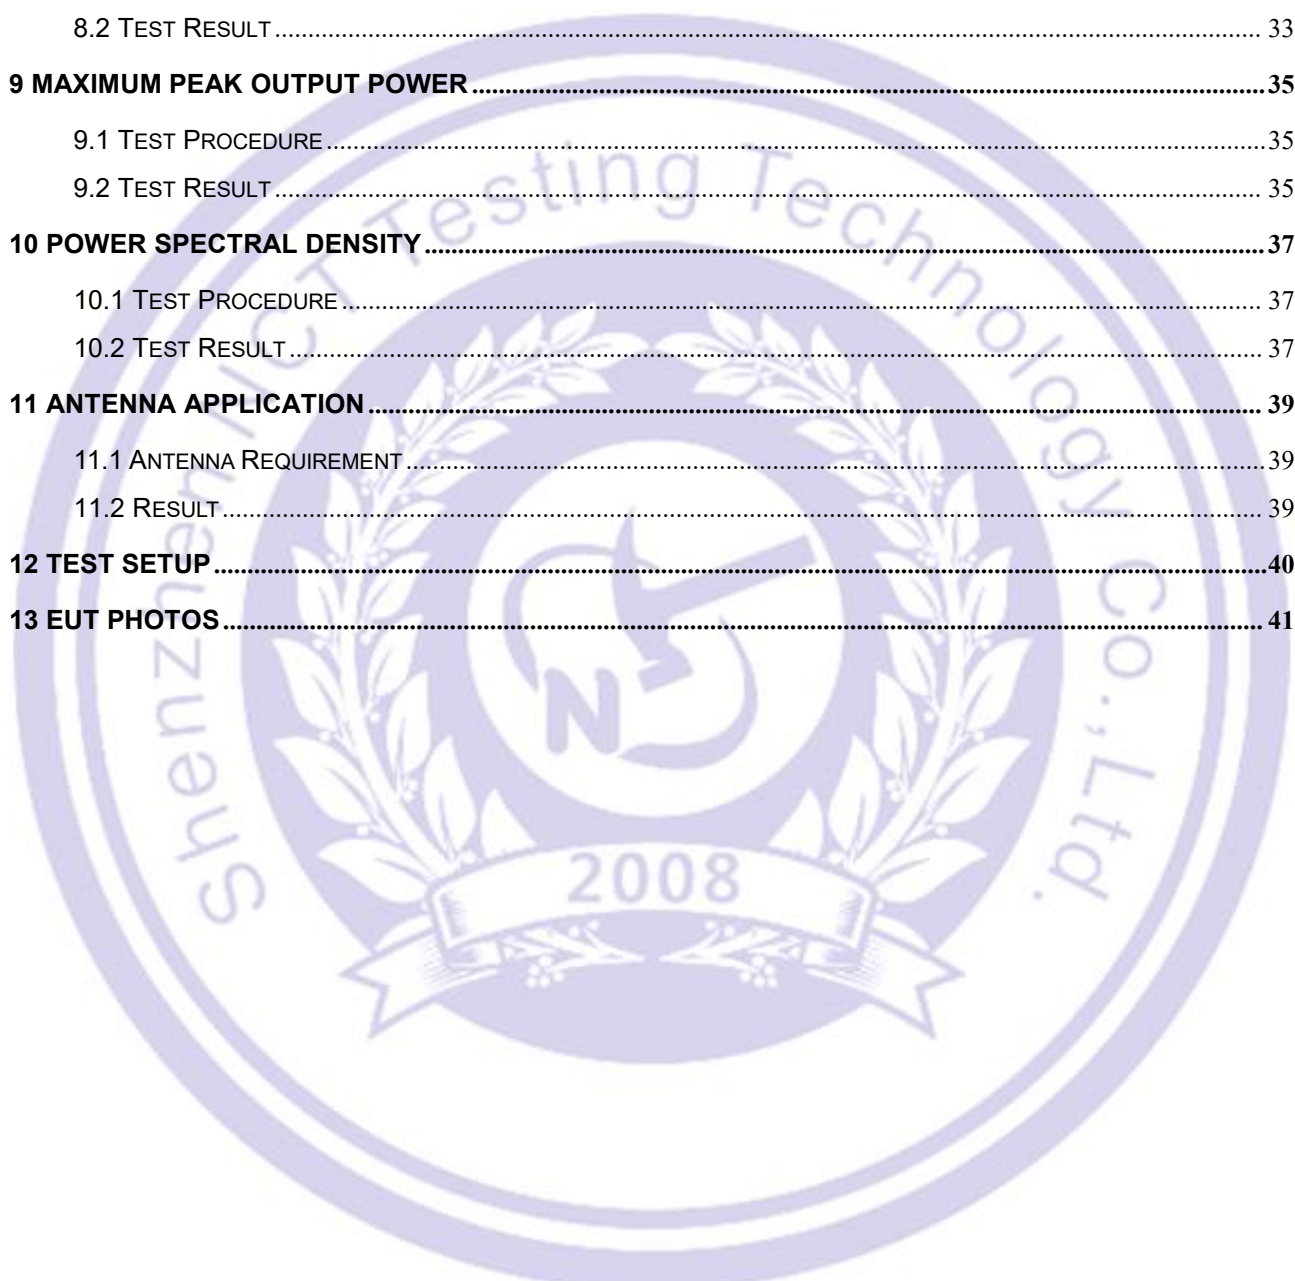 8.2 TEST RESULT 33
9 MAXIMUM PEAK OUTPUT POWER 35
9.1 TEST PROCEDURE 35
9.2 TEST RESULT 35
10 POWER SPECTRAL DENSITY 37
10.1 TEST PROCEDURE 37
10.2 TEST RESULT 37
11 ANTENNA APPLICATION 39
11.1 ANTENNA REQUIREMENT 39
11.2 RESULT 39
12 TEST SETUP 40
13 EUT PHOTOS 41
Shenzhen ICT Testing Technology Co., Ltd.
N
2008